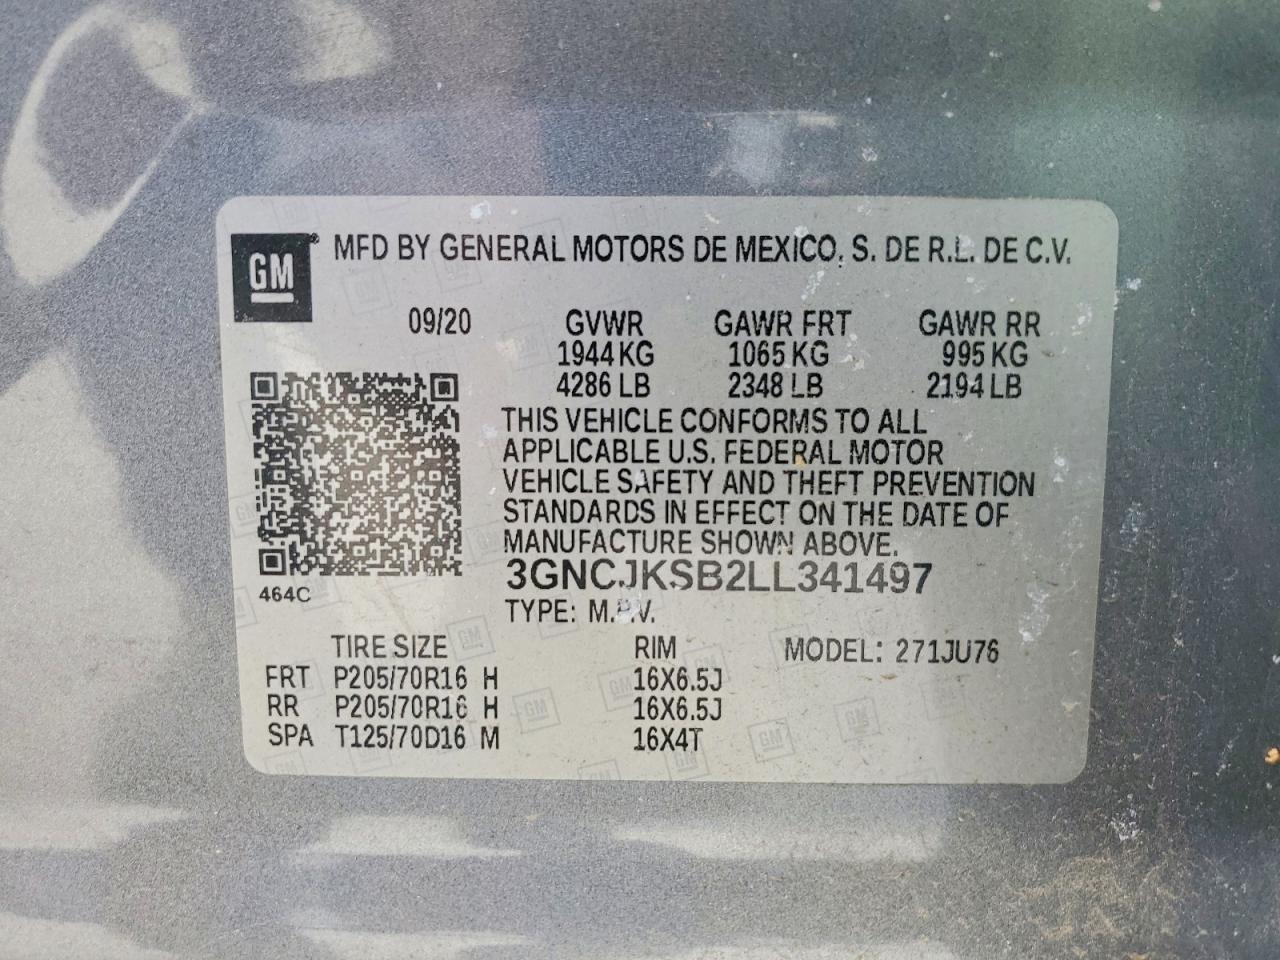 GM
MFD BY GENERAL MOTORS DE MEXICO, S. DE R.L. DE C.V.
09/20 GVWR GAWR FRT GAWR RR
1944 KG 1065 KG 995 KG
4286 LB 2348 LB 2194 LB
THIS VEHICLE CONFORMS TO ALL
APPLICABLE U.S. FEDERAL MOTOR
VEHICLE SAFETY AND THEFT PREVENTION
STANDARDS IN EFFECT ON THE DATE OF
MANUFACTURE SHOWN ABOVE.
3GNCJKSB2LL341497
464C
TYPE: M.P.V.
TIRE SIZE RIM MODEL: 271JU76
FRT P205/70R16 H 16X6.5J
RR P205/70R16 H 16X6.5J
SPA T125/70D16 M 16X4T